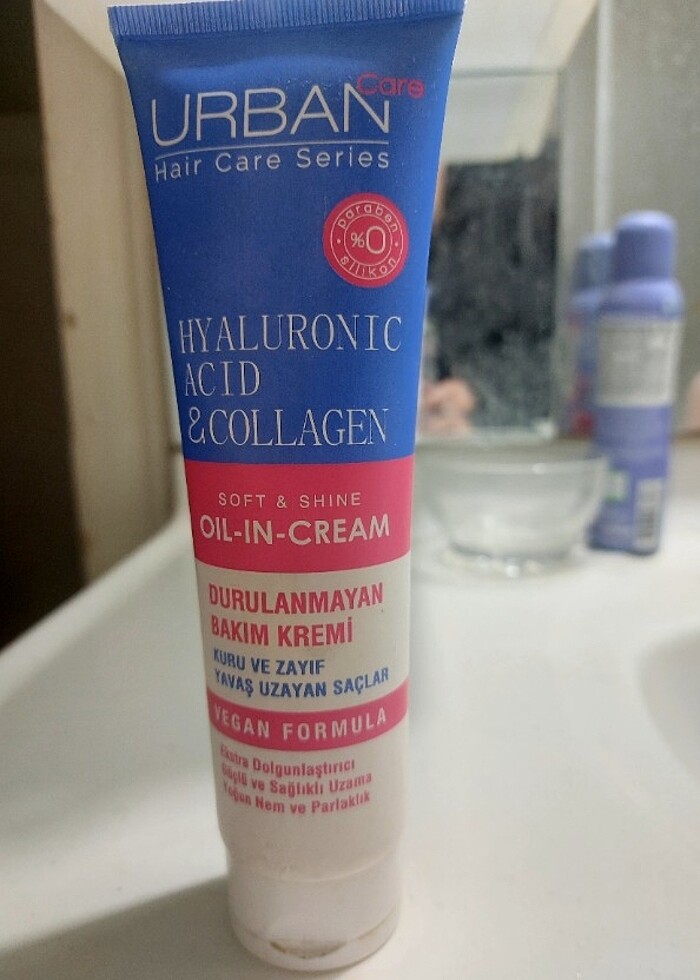 URBAN Care
Hair Care Series
paraben
%0
silikon
HYALURONIC
ACID
&COLLAGEN
SOFT & SHINE
OIL-IN-CREAM
DURULANMAYAN
BAKIM KREMİ
KURU VE ZAYIF
YAVAŞ UZAYAN SAÇLAR
VEGAN FORMULA
Ekstra Dolgunlaştırıcı
Güçlü ve Sağlıklı Uzama
Yoğun Nem ve Parlaklık